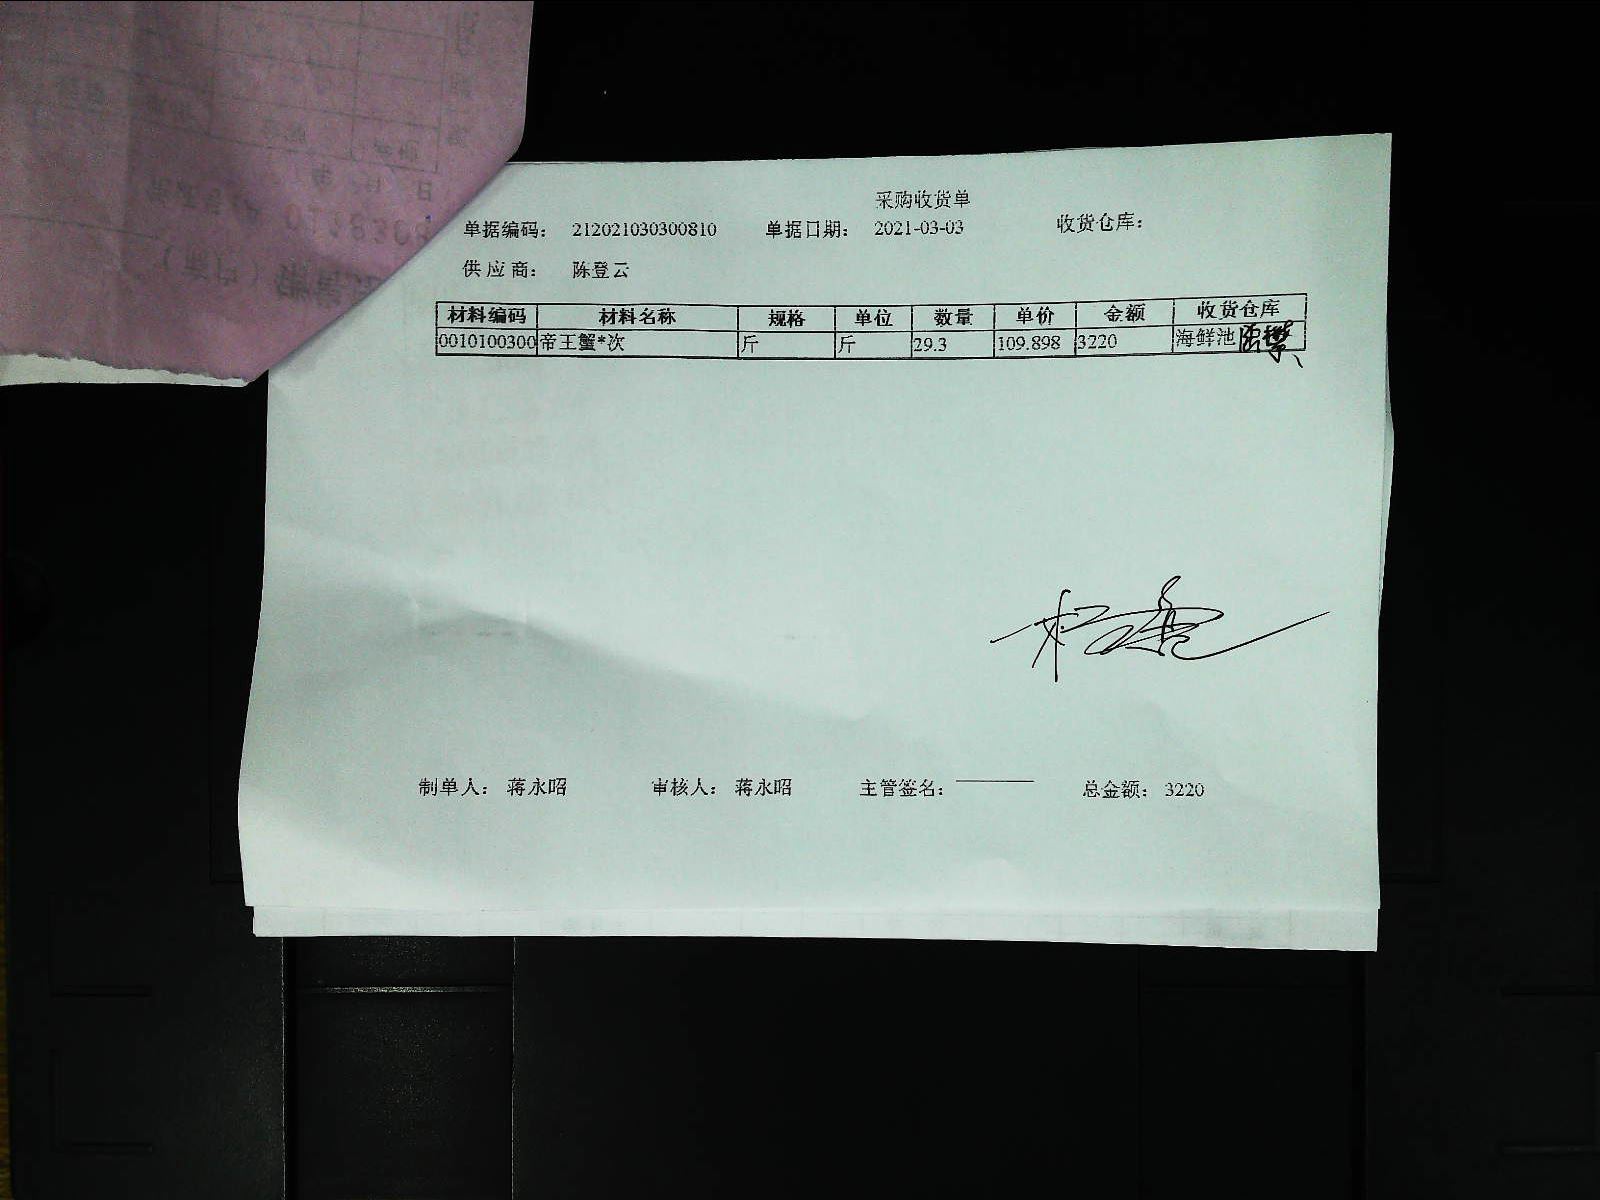 采购收货单
单据编码： 212021030300810 单据日期： 2021-03-03 收货仓库：
供应商： 陈登云
材料编码 材料名称 规格 单位 数量 单价 金额 收货仓库
0010100300 帝王蟹*次 斤 斤 29.3 109.898 3220 海鲜池
制单人： 蒋永昭 审核人： 蒋永昭 主管签名： 总金额： 3220